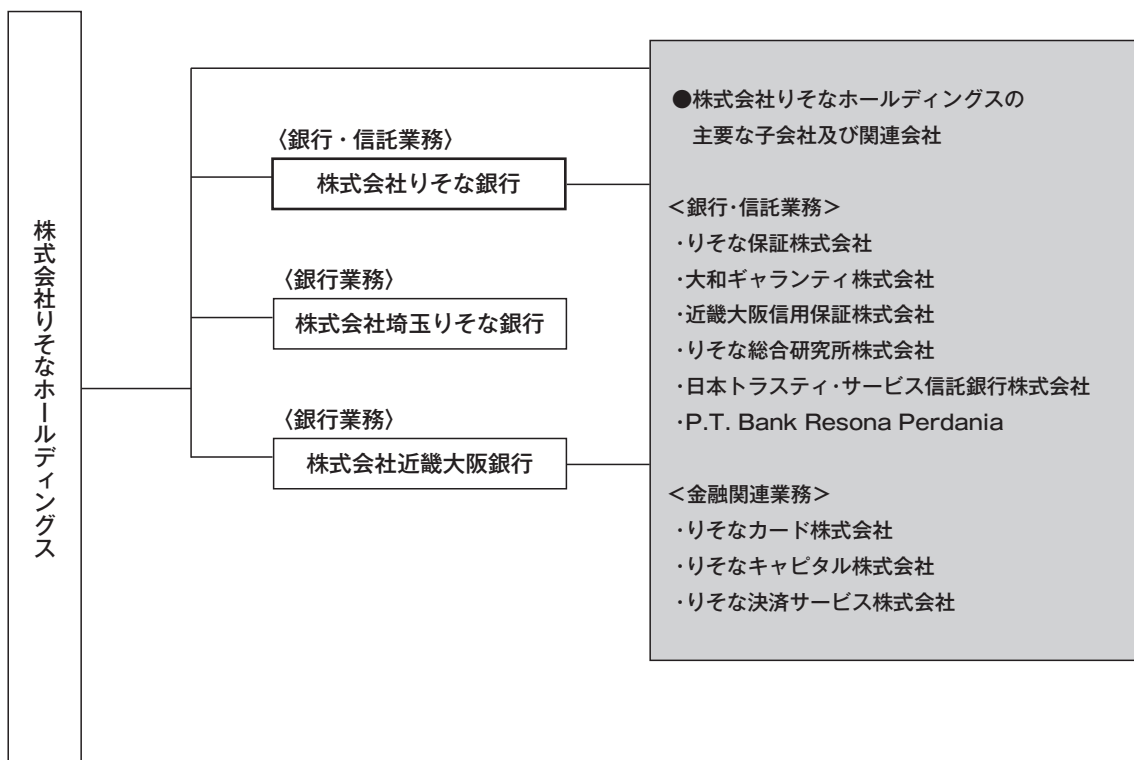 株式会社りそなホールディングス
〈銀行・信託業務〉
株式会社りそな銀行
〈銀行業務〉
株式会社埼玉りそな銀行
〈銀行業務〉
株式会社近畿大阪銀行
●株式会社りそなホールディングスの
主要な子会社及び関連会社
＜銀行・信託業務＞
・りそな保証株式会社
・大和ギャランティ株式会社
・近畿大阪信用保証株式会社
・りそな総合研究所株式会社
・日本トラスティ・サービス信託銀行株式会社
・P.T. Bank Resona Perdania
＜金融関連業務＞
・りそなカード株式会社
・りそなキャピタル株式会社
・りそな決済サービス株式会社